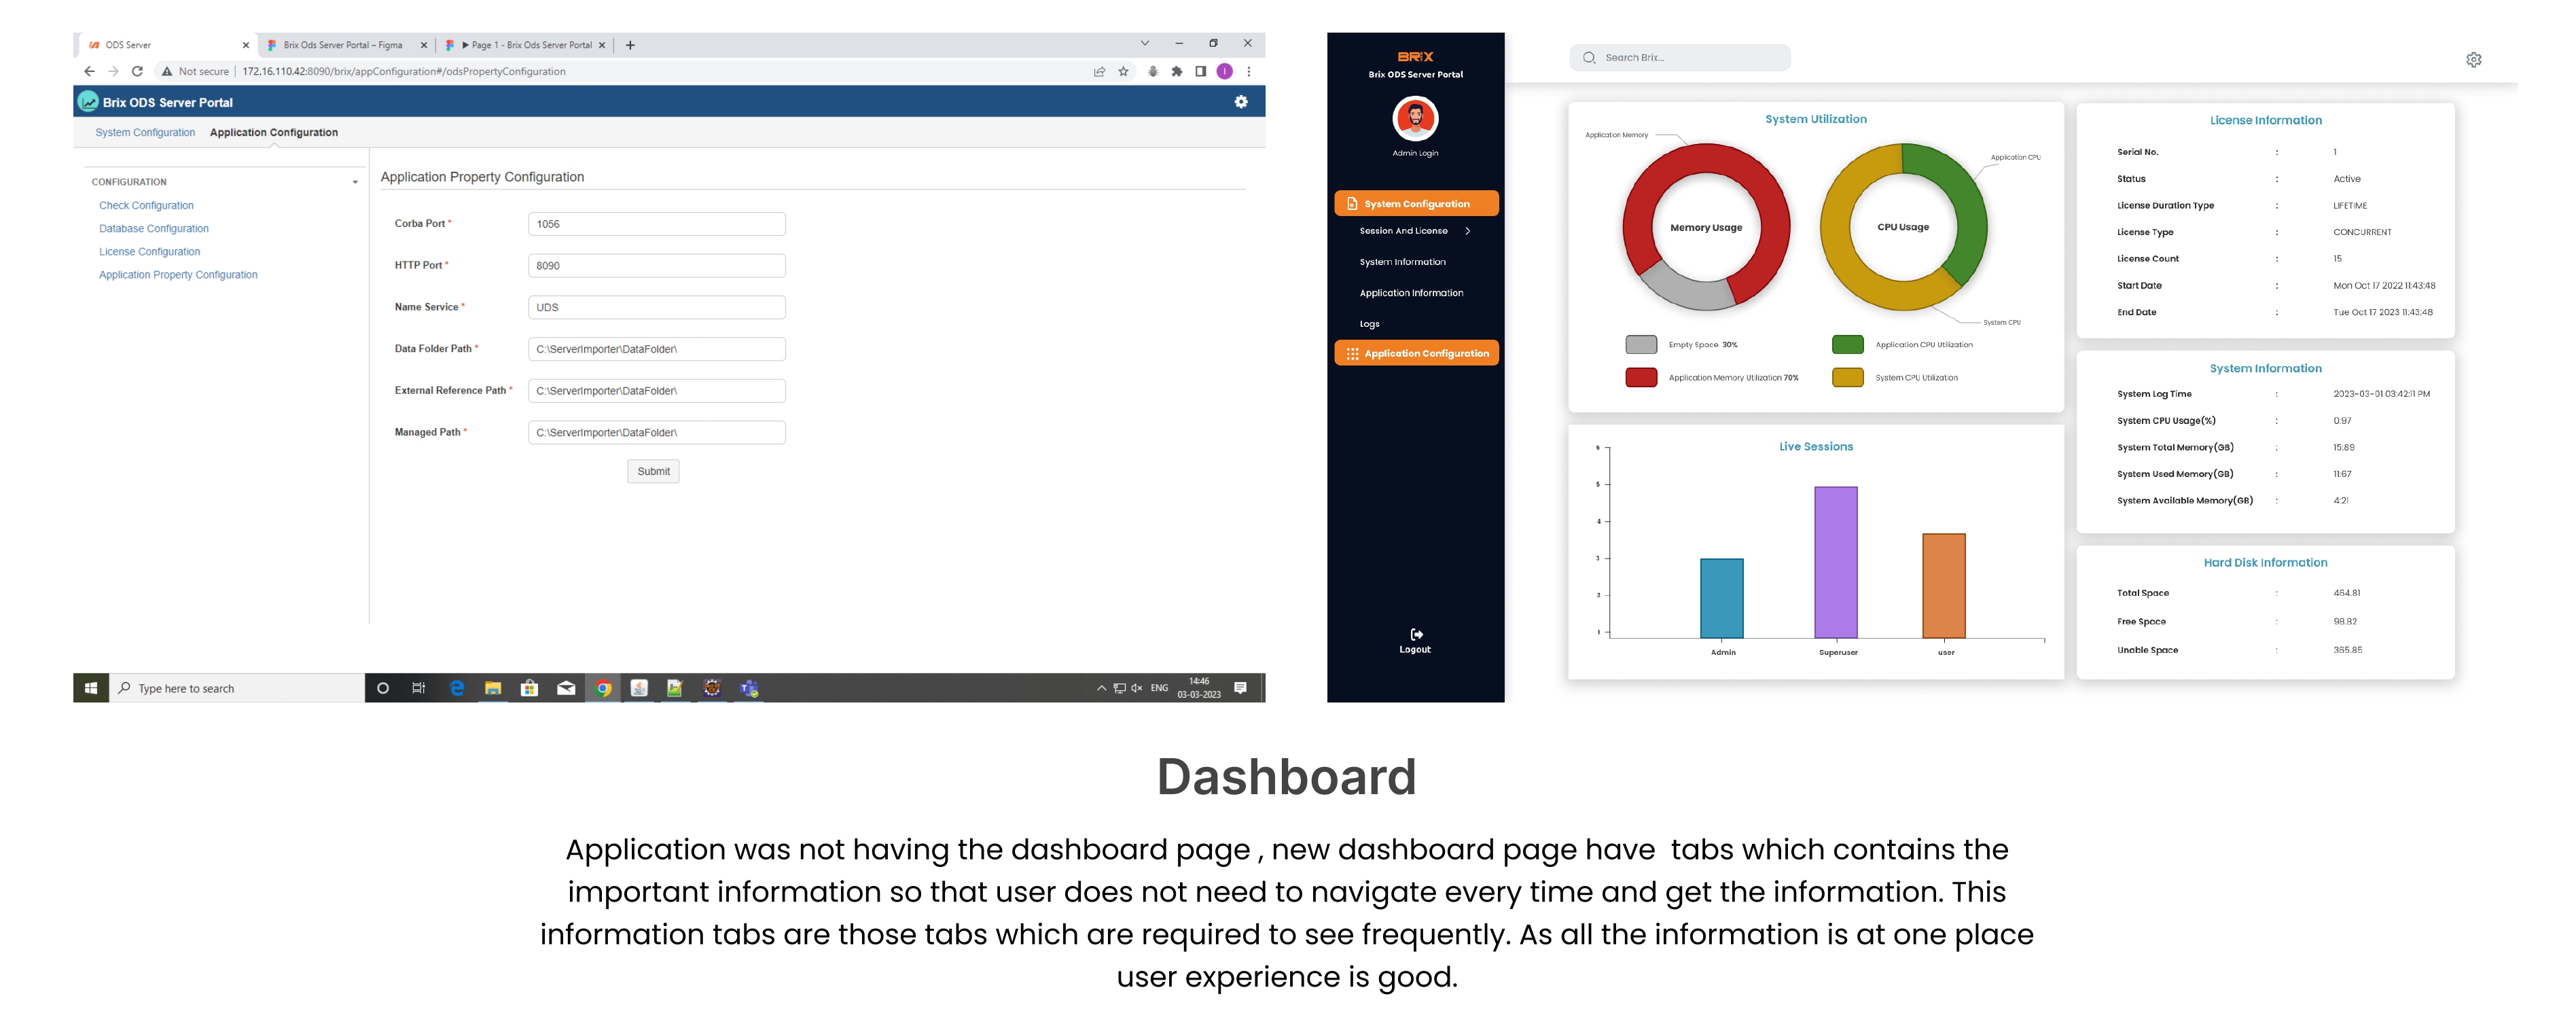 ODS Server
Brix Ods Server Portal – Figma
Page 1 - Brix Ods Server Portal
Not secure | 172.16.110.42:8090/brix/appConfiguration#/odsPropertyConfiguration
Brix ODS Server Portal
System Configuration Application Configuration
CONFIGURATION
Check Configuration
Database Configuration
License Configuration
Application Property Configuration
Application Property Configuration
Corba Port * 1056
HTTP Port * 8090
Name Service * UDS
Data Folder Path * C:\ServerImporter\DataFolder\
External Reference Path * C:\ServerImporter\DataFolder\
Managed Path * C:\ServerImporter\DataFolder\
Submit
Type here to search
ENG
14:46
03-03-2023
BRiX
Brix ODS Server Portal
Admin Login
System Configuration
Session And License
System Information
Application Information
Logs
Application Configuration
Logout
Search Brix...
System Utilization
Application Memory
Memory Usage
Application CPU
CPU Usage
System CPU
Empty Space 30%
Application CPU Utilization
Application Memory Utilization 70%
System CPU Utilization
Live Sessions
6
5
4
3
2
1
Admin Superuser user
License Information
Serial No. : 1
Status : Active
License Duration Type : LIFETIME
License Type : CONCURRENT
License Count : 15
Start Date : Mon Oct 17 2022 11:43:48
End Date : Tue Oct 17 2023 11:43:48
System Information
System Log Time : 2023-03-01 03:42:11 PM
System CPU Usage(%) : 0.97
System Total Memory(GB) : 15:89
System Used Memory(GB) : 11:67
System Available Memory(GB) : 4:21
Hard Disk Information
Total Space : 464.81
Free Space : 98.82
Unable Space : 365.85
Dashboard
Application was not having the dashboard page , new dashboard page have tabs which contains the
important information so that user does not need to navigate every time and get the information. This
information tabs are those tabs which are required to see frequently. As all the information is at one place
user experience is good.